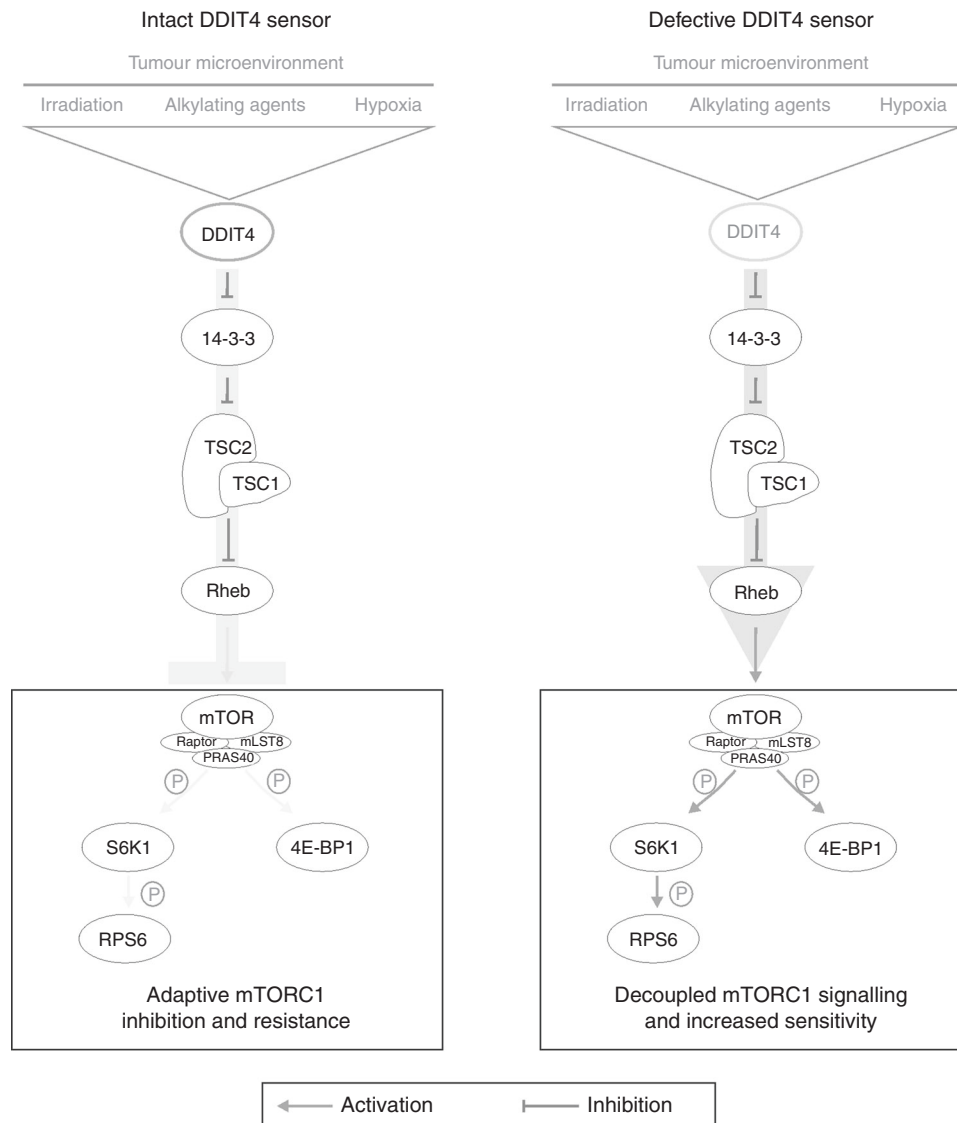 Intact DDIT4 sensor
Tumour microenvironment
Irradiation Alkylating agents Hypoxia
DDIT4
14-3-3
TSC2
TSC1
Rheb
mTOR
Raptor mLST8
PRAS40
P P
S6K1 4E-BP1
P
RPS6
Adaptive mTORC1
inhibition and resistance
Defective DDIT4 sensor
Tumour microenvironment
Irradiation Alkylating agents Hypoxia
DDIT4
14-3-3
TSC2
TSC1
Rheb
mTOR
Raptor mLST8
PRAS40
P P
S6K1 4E-BP1
P
RPS6
Decoupled mTORC1 signalling
and increased sensitivity
Activation Inhibition